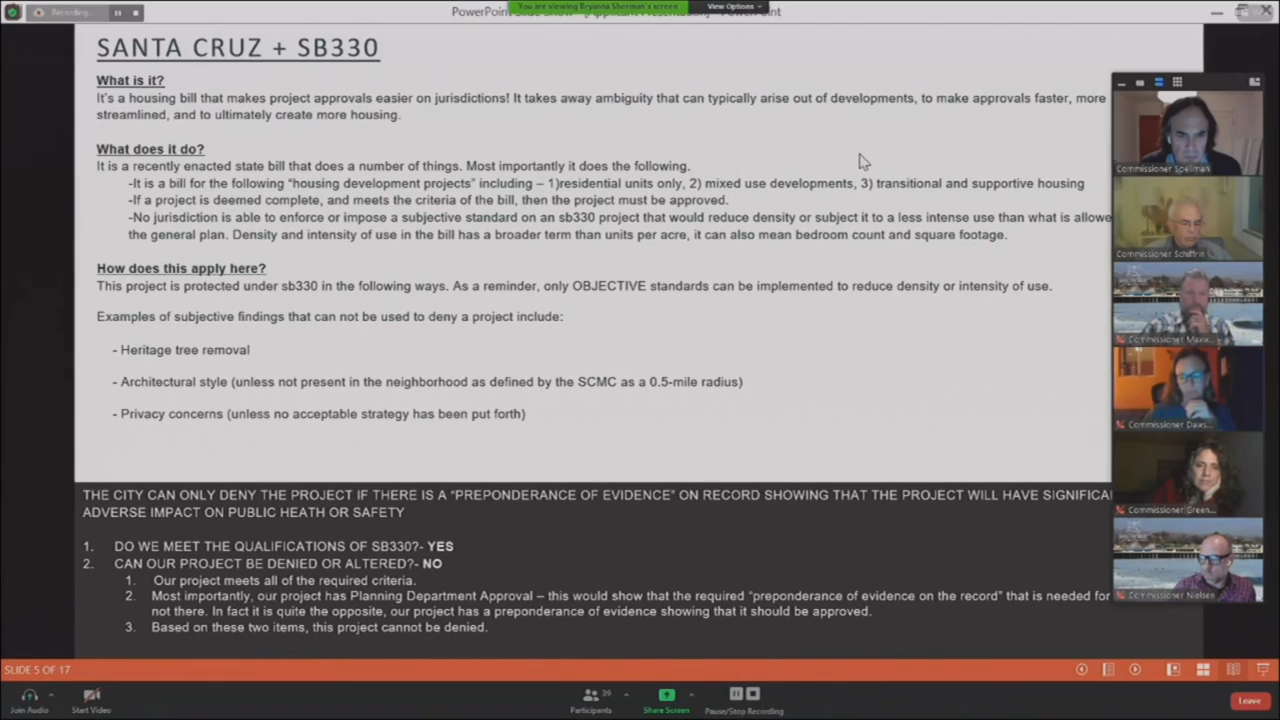 Recording...
You are viewing Bryanna Sherman's screen
View Options
SANTA CRUZ + SB330
What is it?
It's a housing bill that makes project approvals easier on jurisdictions! It takes away ambiguity that can typically arise out of developments, to make approvals faster, more
streamlined, and to ultimately create more housing.
What does it do?
It is a recently enacted state bill that does a number of things. Most importantly it does the following.
-It is a bill for the following "housing development projects" including – 1)residential units only, 2) mixed use developments, 3) transitional and supportive housing
-If a project is deemed complete, and meets the criteria of the bill, then the project must be approved.
-No jurisdiction is able to enforce or impose a subjective standard on an sb330 project that would reduce density or subject it to a less intense use than what is allowe
the general plan. Density and intensity of use in the bill has a broader term than units per acre, it can also mean bedroom count and square footage.
How does this apply here?
This project is protected under sb330 in the following ways. As a reminder, only OBJECTIVE standards can be implemented to reduce density or intensity of use.
Examples of subjective findings that can not be used to deny a project include:
- Heritage tree removal
- Architectural style (unless not present in the neighborhood as defined by the SCMC as a 0.5-mile radius)
- Privacy concerns (unless no acceptable strategy has been put forth)
THE CITY CAN ONLY DENY THE PROJECT IF THERE IS A "PREPONDERANCE OF EVIDENCE" ON RECORD SHOWING THAT THE PROJECT WILL HAVE SIGNIFICA
ADVERSE IMPACT ON PUBLIC HEATH OR SAFETY
1. DO WE MEET THE QUALIFICATIONS OF SB330?- YES
2. CAN OUR PROJECT BE DENIED OR ALTERED?- NO
1. Our project meets all of the required criteria.
2. Most importantly, our project has Planning Department Approval – this would show that the required "preponderance of evidence on the record" that is needed for
not there. In fact it is quite the opposite, our project has a preponderance of evidence showing that it should be approved.
3. Based on these two items, this project cannot be denied.
Commissioner Spellman
Commissioner Schiffrin
Commissioner Maxw...
Commissioner Daws...
Commissioner Green...
Commissioner Nielsen
SLIDE 5 OF 17
Join Audio
Start Video
Participants
39
Share Screen
Pause/Stop Recording
Leave